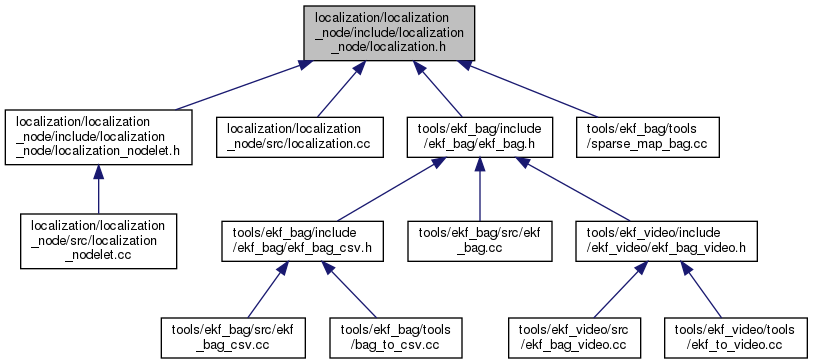 localization/localization
_node/include/localization
_node/localization.h
localization/localization
_node/include/localization
_node/localization_nodelet.h
localization/localization
_node/src/localization.cc
tools/ekf_bag/include
/ekf_bag/ekf_bag.h
tools/ekf_bag/tools
/sparse_map_bag.cc
localization/localization
_node/src/localization
_nodelet.cc
tools/ekf_bag/include
/ekf_bag/ekf_bag_csv.h
tools/ekf_bag/src/ekf
_bag.cc
tools/ekf_video/include
/ekf_video/ekf_bag_video.h
tools/ekf_bag/src/ekf
_bag_csv.cc
tools/ekf_bag/tools
/bag_to_csv.cc
tools/ekf_video/src
/ekf_bag_video.cc
tools/ekf_video/tools
/ekf_to_video.cc